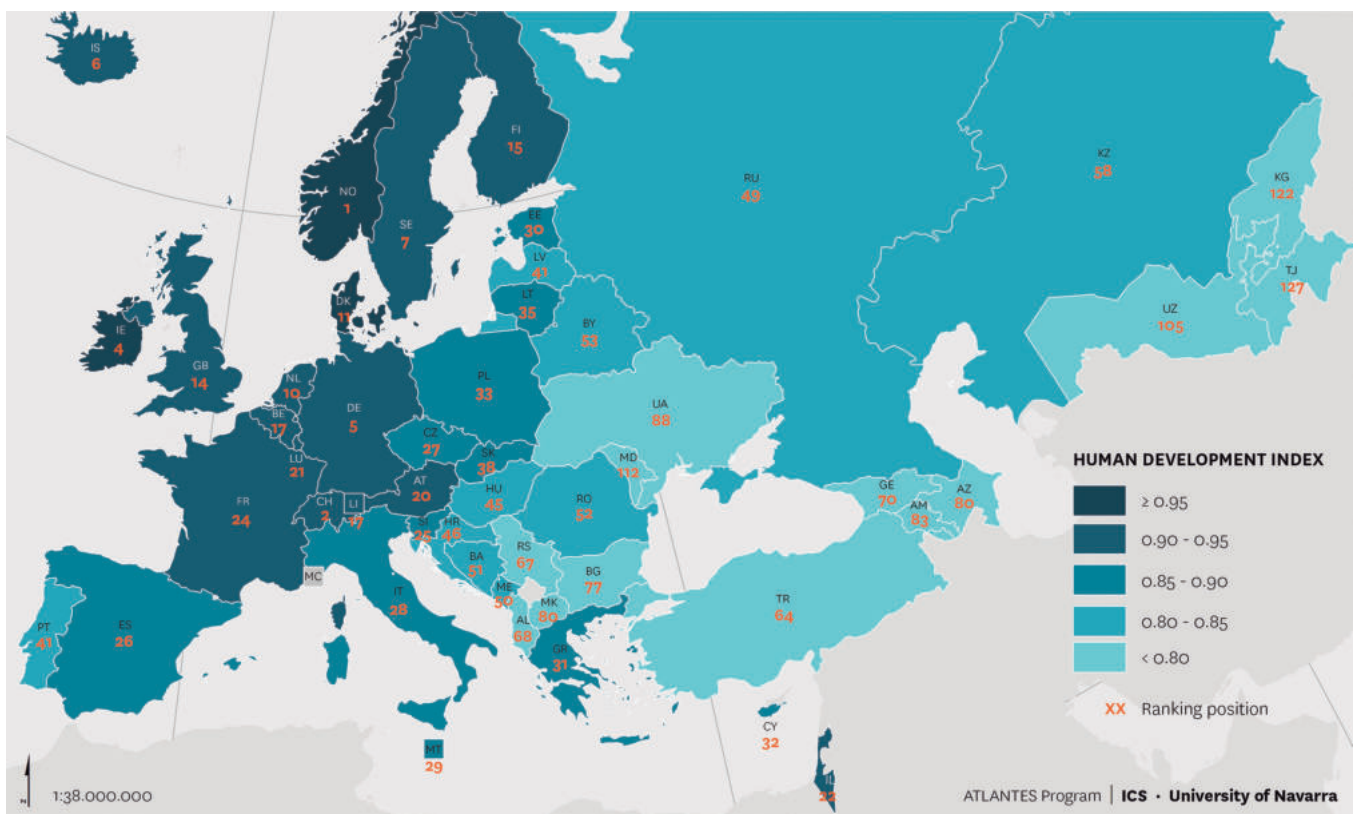 IS
6
FI
15
NO
1
SE
7
RU
49
KZ
58
KG
122
TJ
127
UZ
105
EE
30
LV
41
LT
35
BY
53
DK
11
IE
4
GB
14
NL
10
BE
17
DE
5
PL
33
UA
88
MD
112
CZ
27
SK
38
LU
21
FR
24
CH
2
LI
17
AT
20
HU
45
RO
52
SI
25
HR
46
BA
51
RS
67
BG
77
ME
50
MK
80
AL
68
GR
31
MC
IT
28
PT
41
ES
26
MT
29
GE
70
AM
83
AZ
80
TR
64
CY
32
IL
22
HUMAN DEVELOPMENT INDEX
≥ 0.95
0.90 - 0.95
0.85 - 0.90
0.80 - 0.85
< 0.80
XX Ranking position
N
1:38.000.000
ATLANTES Program | ICS · University of Navarra